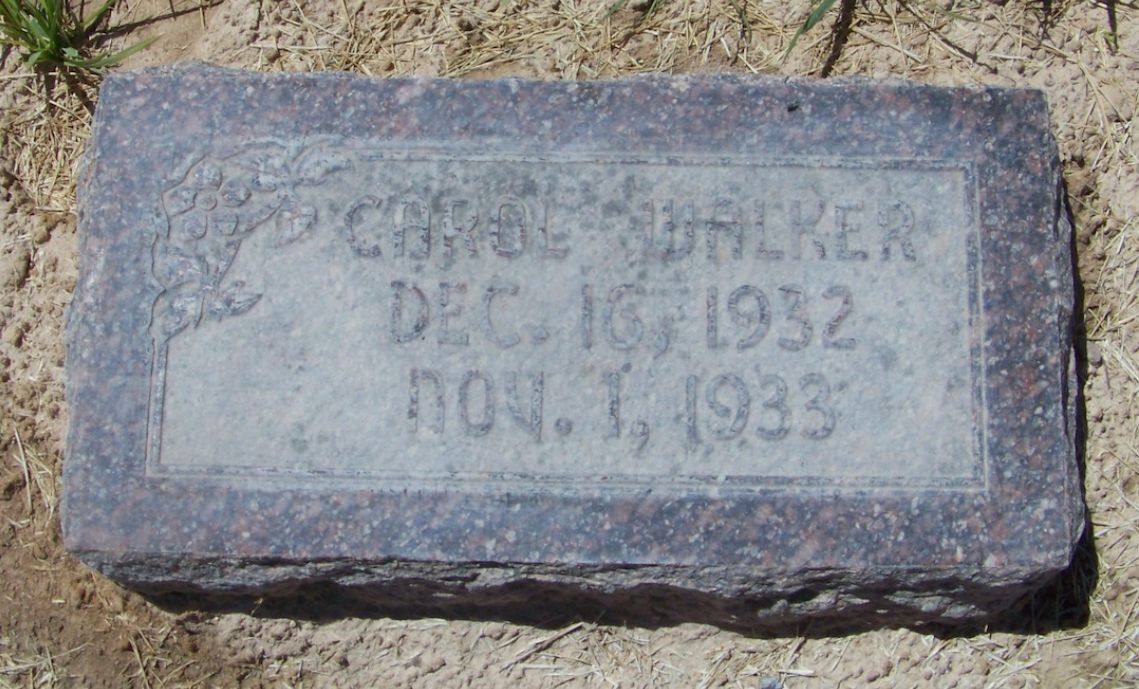 CAROL WALKER
DEC. 16, 1932
NOV. 1, 1933